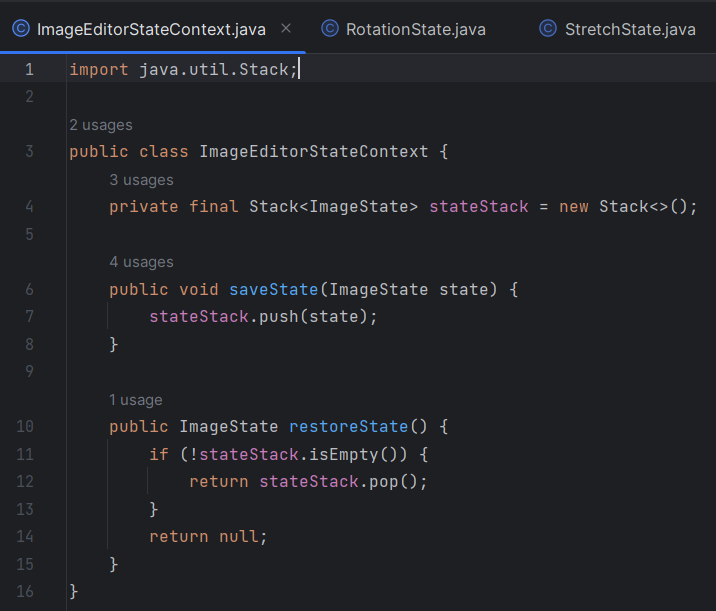 ImageEditorStateContext.java RotationState.java StretchState.java
1 import java.util.Stack;
2
2 usages
3 public class ImageEditorStateContext {
3 usages
4 private final Stack<ImageState> stateStack = new Stack<>();
5
4 usages
6 public void saveState(ImageState state) {
7 stateStack.push(state);
8 }
9
1 usage
10 public ImageState restoreState() {
11 if (!stateStack.isEmpty()) {
12 return stateStack.pop();
13 }
14 return null;
15 }
16 }